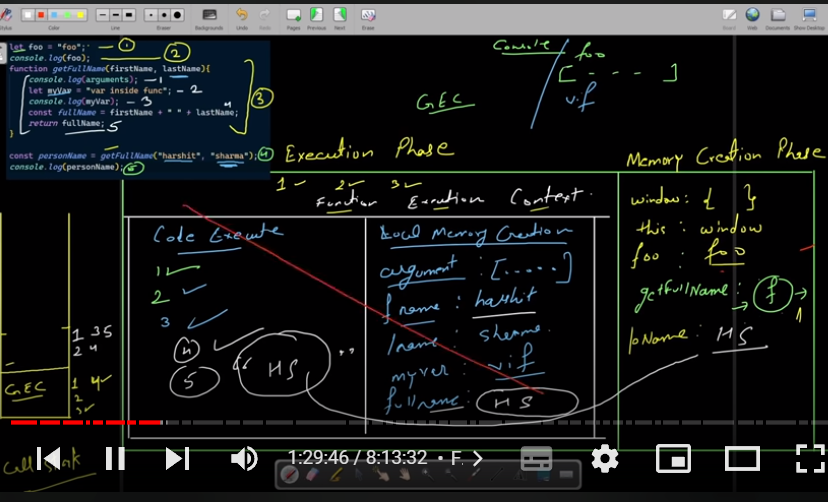 Color
Line
Eraser
Backgrounds
Undo
Redo
Pages
Previous
Next
Erase
Board
Web
Documents
Show Desktop
let foo = "foo"; — 1
console.log(foo); 2
function getFullName(firstName, lastName){
console.log(arguments); — 1
let myVar = "var inside func"; — 2
console.log(myVar); — 3
const fullName = firstName + " " + lastName; 4
return fullName; 5
}
3
const personName = getFullName("harshit", "sharma"); 4
console.log(personName); 5
Console
foo
[ - - - - ]
v.if
GEC
Execution Phase
Memory Creation Phase
1 ✓ 2 ✓ 3 ✓
Function Execution Context.
Code Execute
1 ✓
2 ✓
3 ✓
4 ✓
5 "HS"
Local Memory Creation
argument : [.....]
fname : harshit
lname : sharma
myver : v.if
fullname : HS
window : { }
this : window
foo : foo
getFullName : → f →
1
pName : HS
1 3 5
2 4
GEC
1 4 ✓
2
3 ✓
Call Stack
1:29:46 / 8:13:32 • F. >